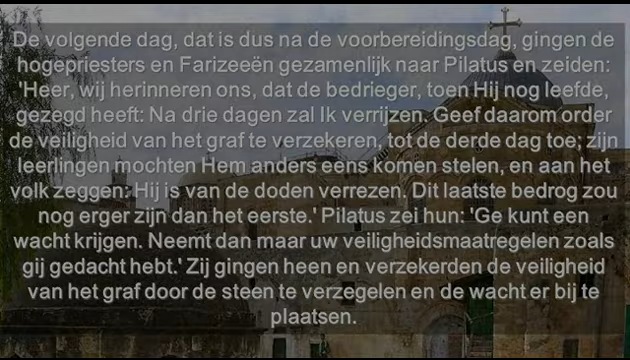 De volgende dag, dat is dus na de voorbereidingsdag, gingen de
hogepriesters en Farizeeën gezamenlijk naar Pilatus en zeiden:
'Heer, wij herinneren ons, dat de bedrieger, toen Hij nog leefde,
gezegd heeft: Na drie dagen zal Ik verrijzen. Geef daarom order
de veiligheid van het graf te verzekeren, tot de derde dag toe; zijn
leerlingen mochten Hem anders eens komen stelen, en aan het
volk zeggen: Hij is van de doden verrezen. Dit laatste bedrog zou
nog erger zijn dan het eerste.' Pilatus zei hun: 'Ge kunt een
wacht krijgen. Neemt dan maar uw veiligheidsmaatregelen zoals
gij gedacht hebt.' Zij gingen heen en verzekerden de veiligheid
van het graf door de steen te verzegelen en de wacht er bij te
plaatsen.